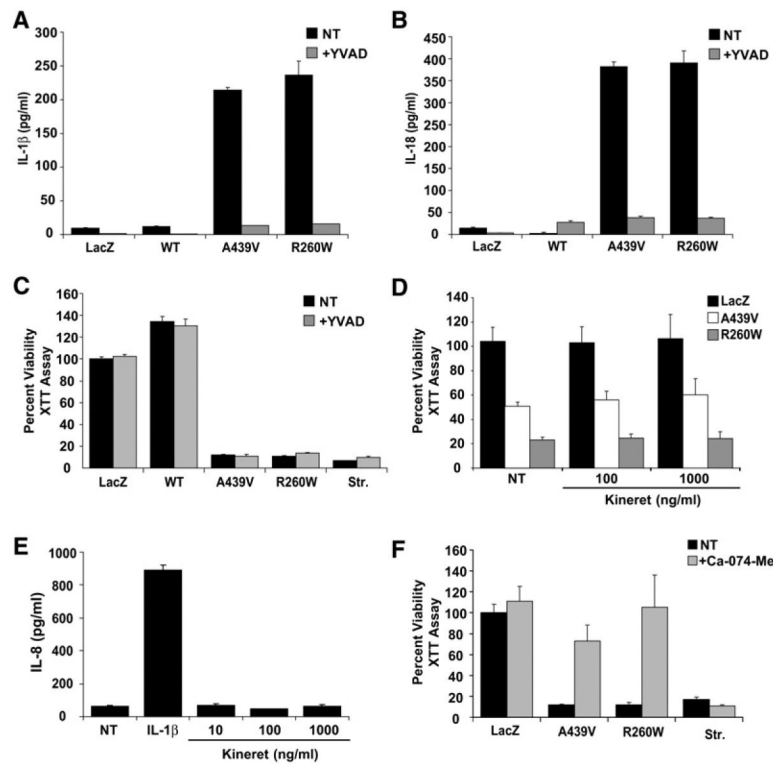 A
NT
+YVAD
IL-1β (pg/ml)
300
250
200
150
100
50
0
LacZ WT A439V R260W
B
NT
+YVAD
IL-18 (pg/ml)
450
400
350
300
250
200
150
100
50
0
LacZ WT A439V R260W
C
NT
+YVAD
Percent Viability
XTT Assay
160
140
120
100
80
60
40
20
0
LacZ WT A439V R260W Str.
D
LacZ
A439V
R260W
Percent Viability
XTT Assay
140
120
100
80
60
40
20
0
NT 100 1000
Kineret (ng/ml)
E
IL-8 (pg/ml)
1000
800
600
400
200
0
NT IL-1β 10 100 1000
Kineret (ng/ml)
F
NT
+Ca-074-Me
Percent Viability
XTT Assay
160
140
120
100
80
60
40
20
0
LacZ A439V R260W Str.